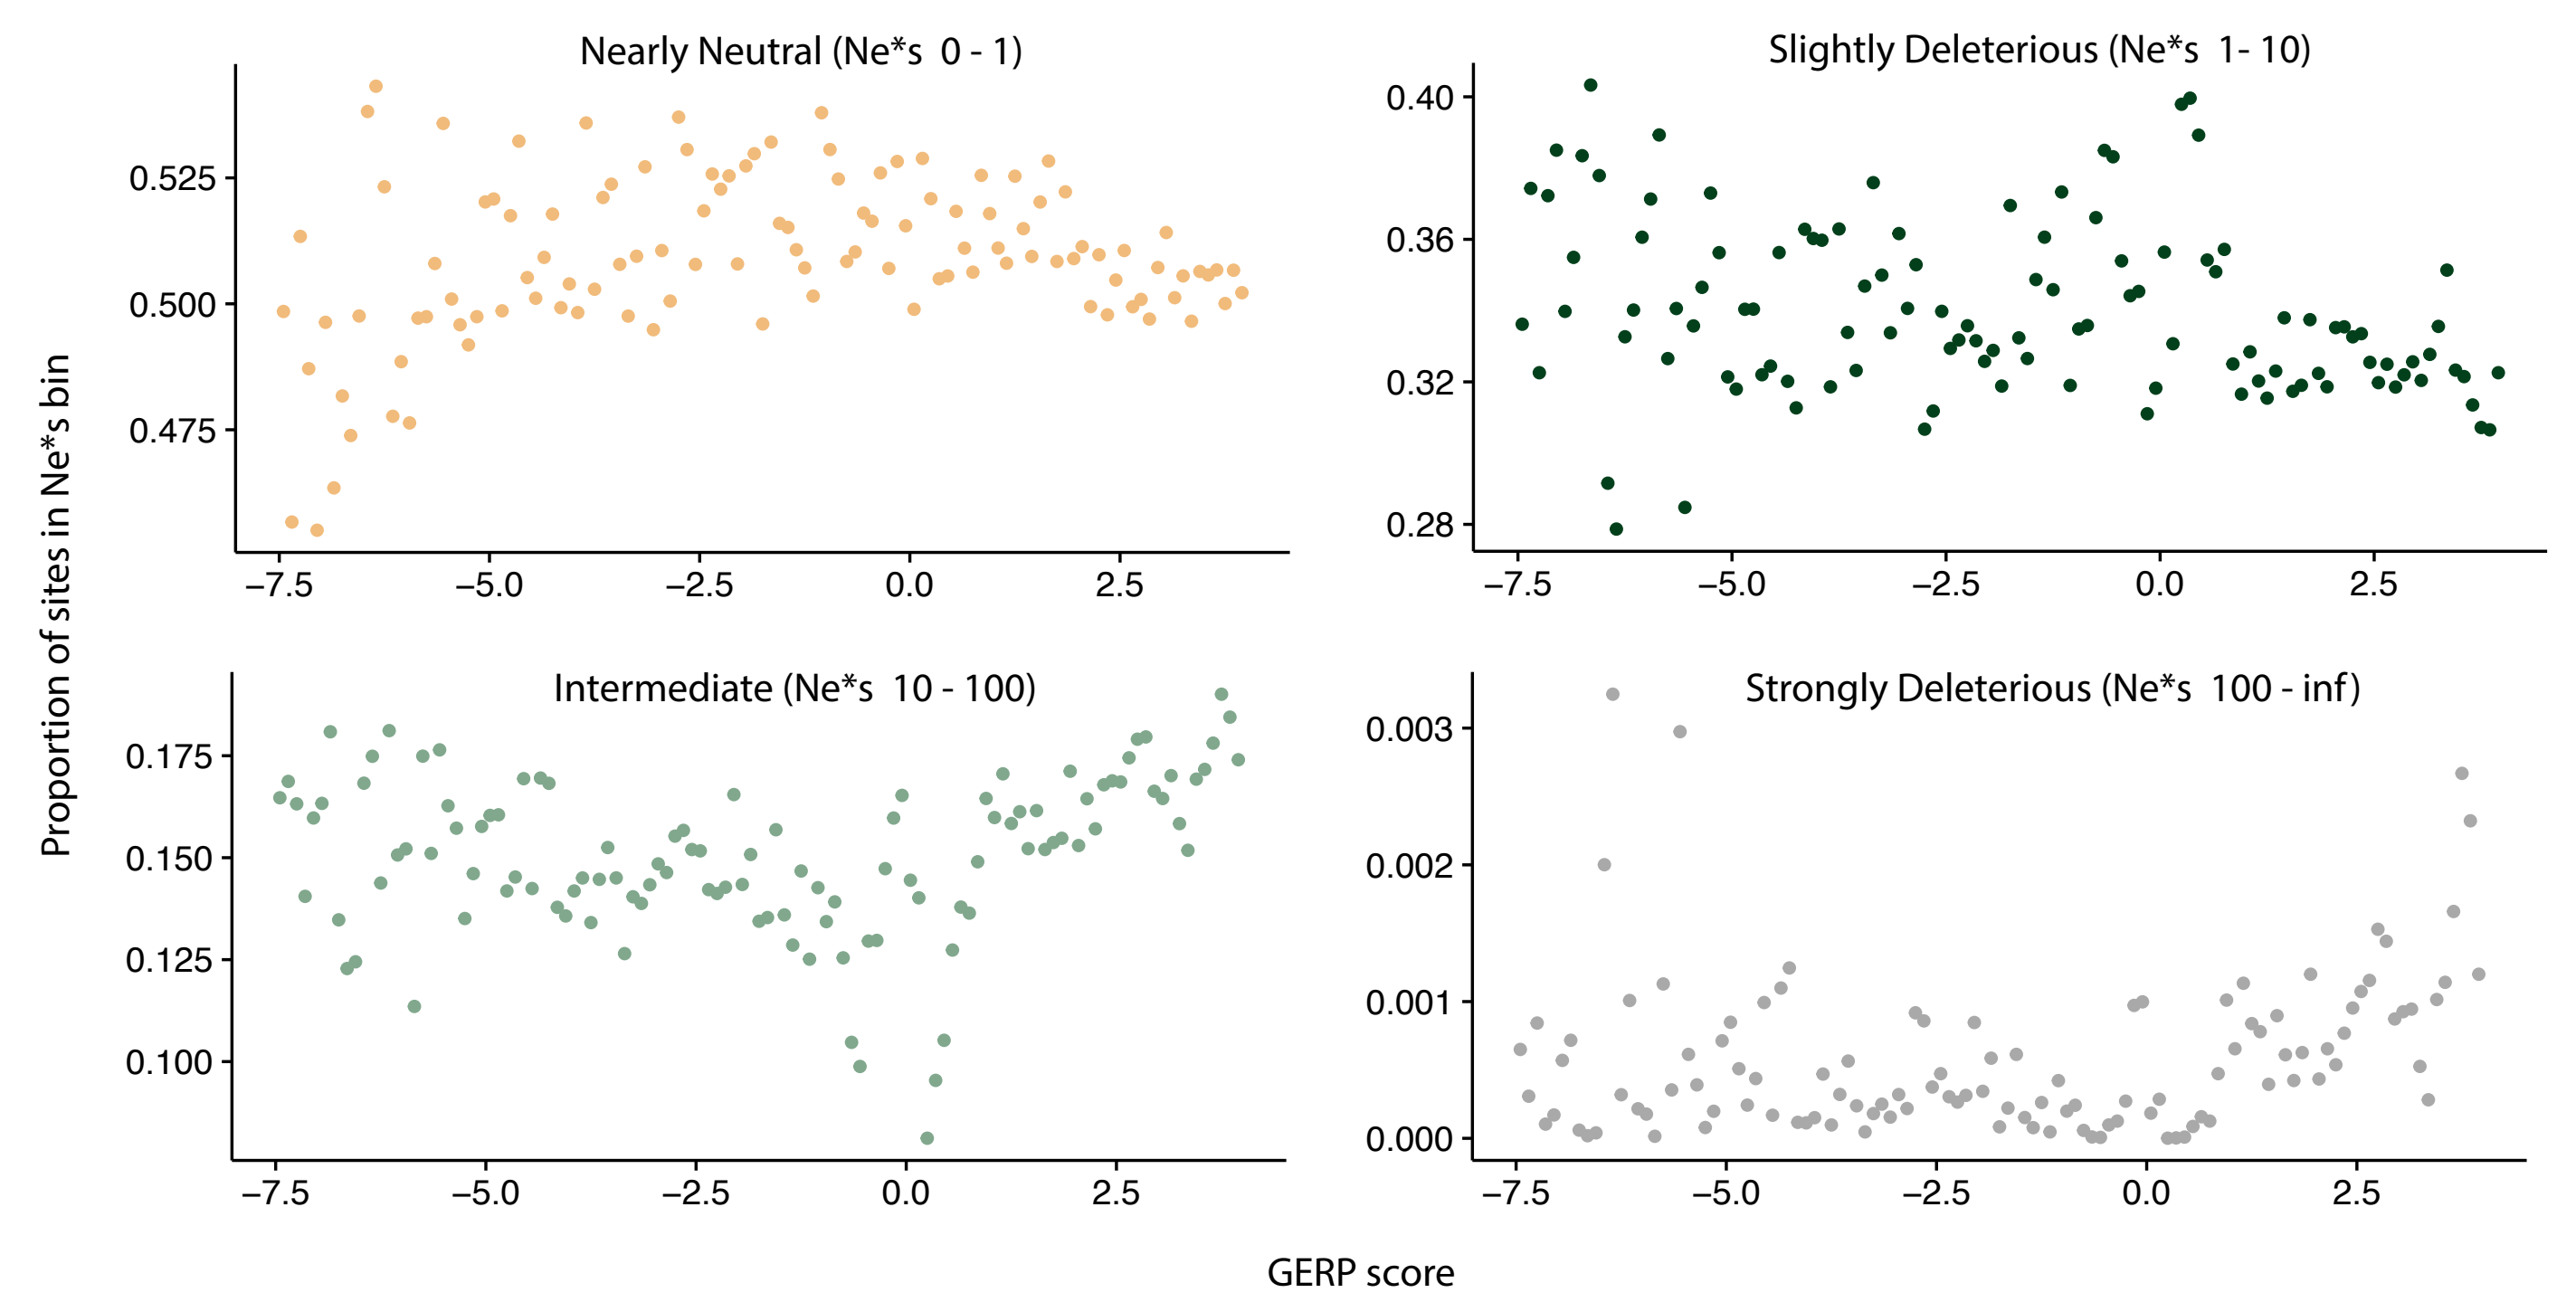 Proportion of sites in Ne*s bin
Nearly Neutral (Ne*s 0 - 1)
0.525
0.500
0.475
−7.5 −5.0 −2.5 0.0 2.5
Slightly Deleterious (Ne*s 1- 10)
0.40
0.36
0.32
0.28
−7.5 −5.0 −2.5 0.0 2.5
Intermediate (Ne*s 10 - 100)
0.175
0.150
0.125
0.100
−7.5 −5.0 −2.5 0.0 2.5
Strongly Deleterious (Ne*s 100 - inf)
0.003
0.002
0.001
0.000
−7.5 −5.0 −2.5 0.0 2.5
GERP score